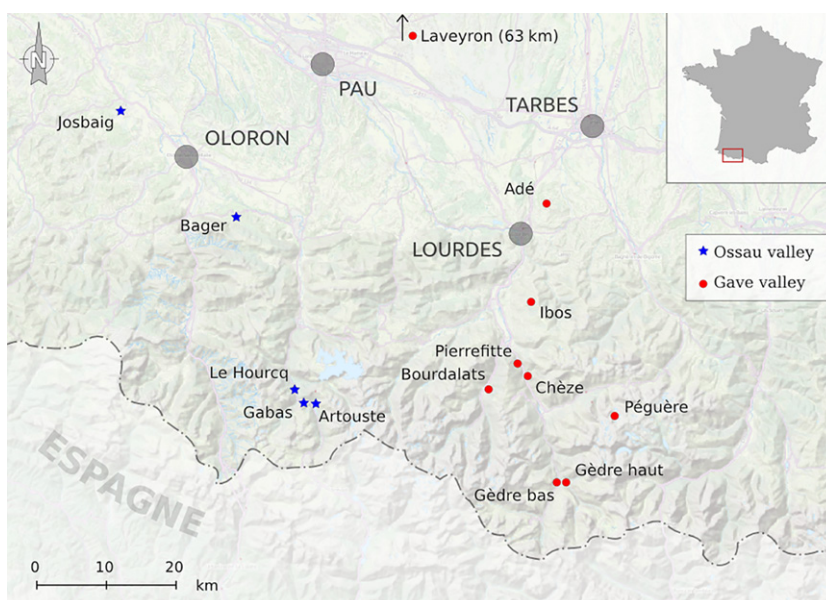 Laveyron (63 km)
N
PAU
TARBES
Josbaig
OLORON
Adé
Bager
LOURDES
Ossau valley
Gave valley
Ibos
Pierrefitte
Le Hourcq
Bourdalats
Chèze
Gabas
Artouste
Péguère
ESPAGNE
Gèdre haut
Gèdre bas
0 10 20
km